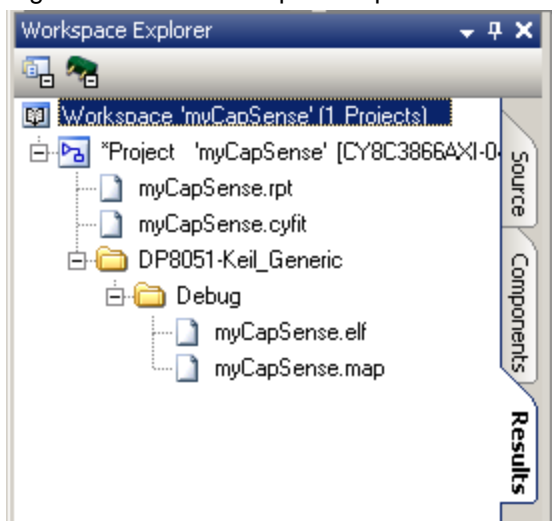 Workspace Explorer
Workspace 'myCapSense' (1 Projects)
*Project 'myCapSense' [CY8C3866AXI-0
myCapSense.rpt
myCapSense.cyfit
DP8051-Keil_Generic
Debug
myCapSense.elf
myCapSense.map
Source
Components
Results